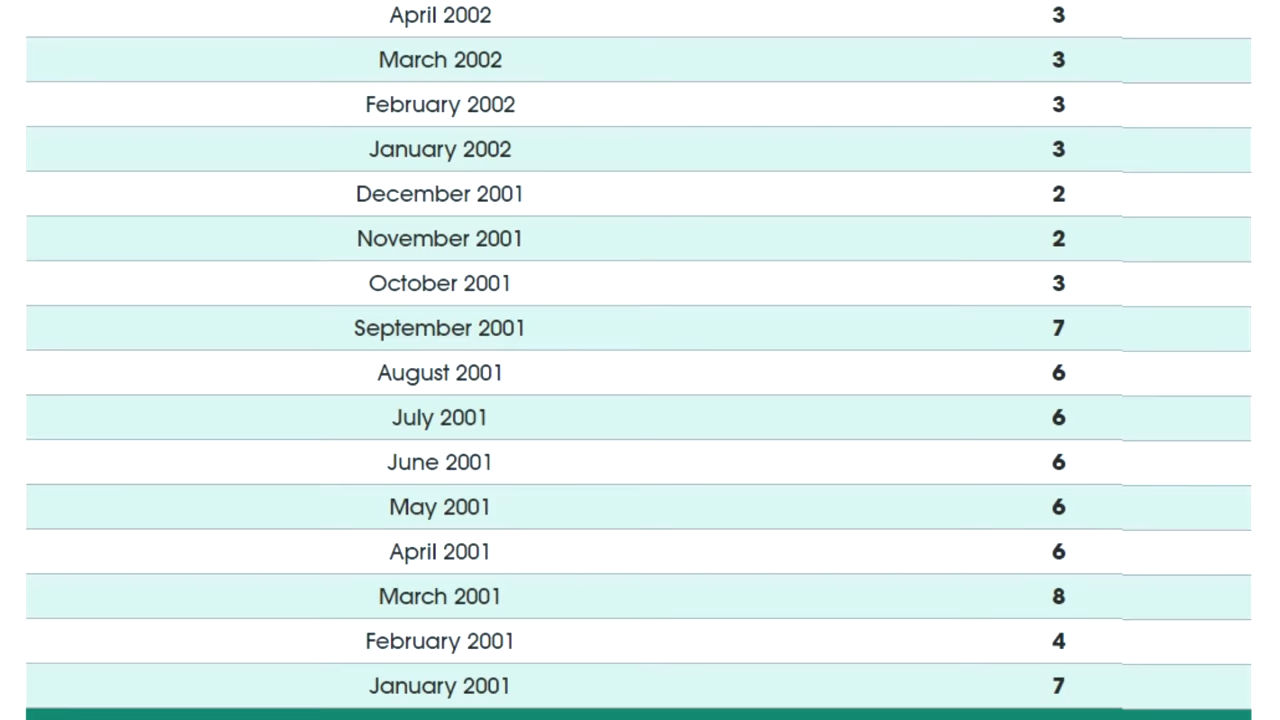 April 2002 3
March 2002 3
February 2002 3
January 2002 3
December 2001 2
November 2001 2
October 2001 3
September 2001 7
August 2001 6
July 2001 6
June 2001 6
May 2001 6
April 2001 6
March 2001 8
February 2001 4
January 2001 7